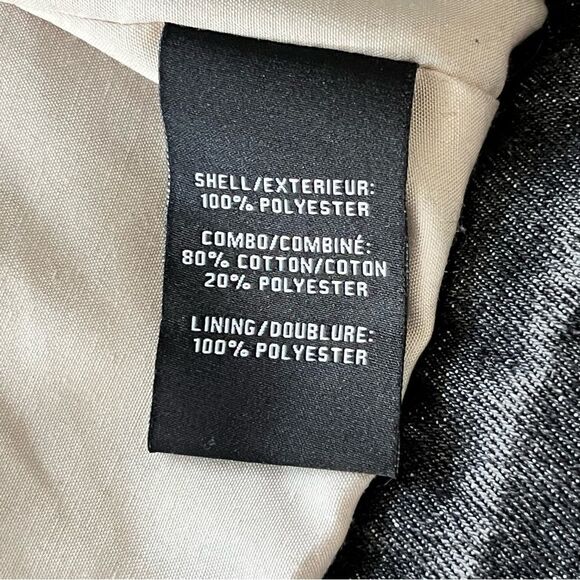 SHELL/EXTERIEUR:
100% POLYESTER
COMBO/COMBINÉ:
80% COTTON/COTON
20% POLYESTER
LINING/DOUBLURE:
100% POLYESTER